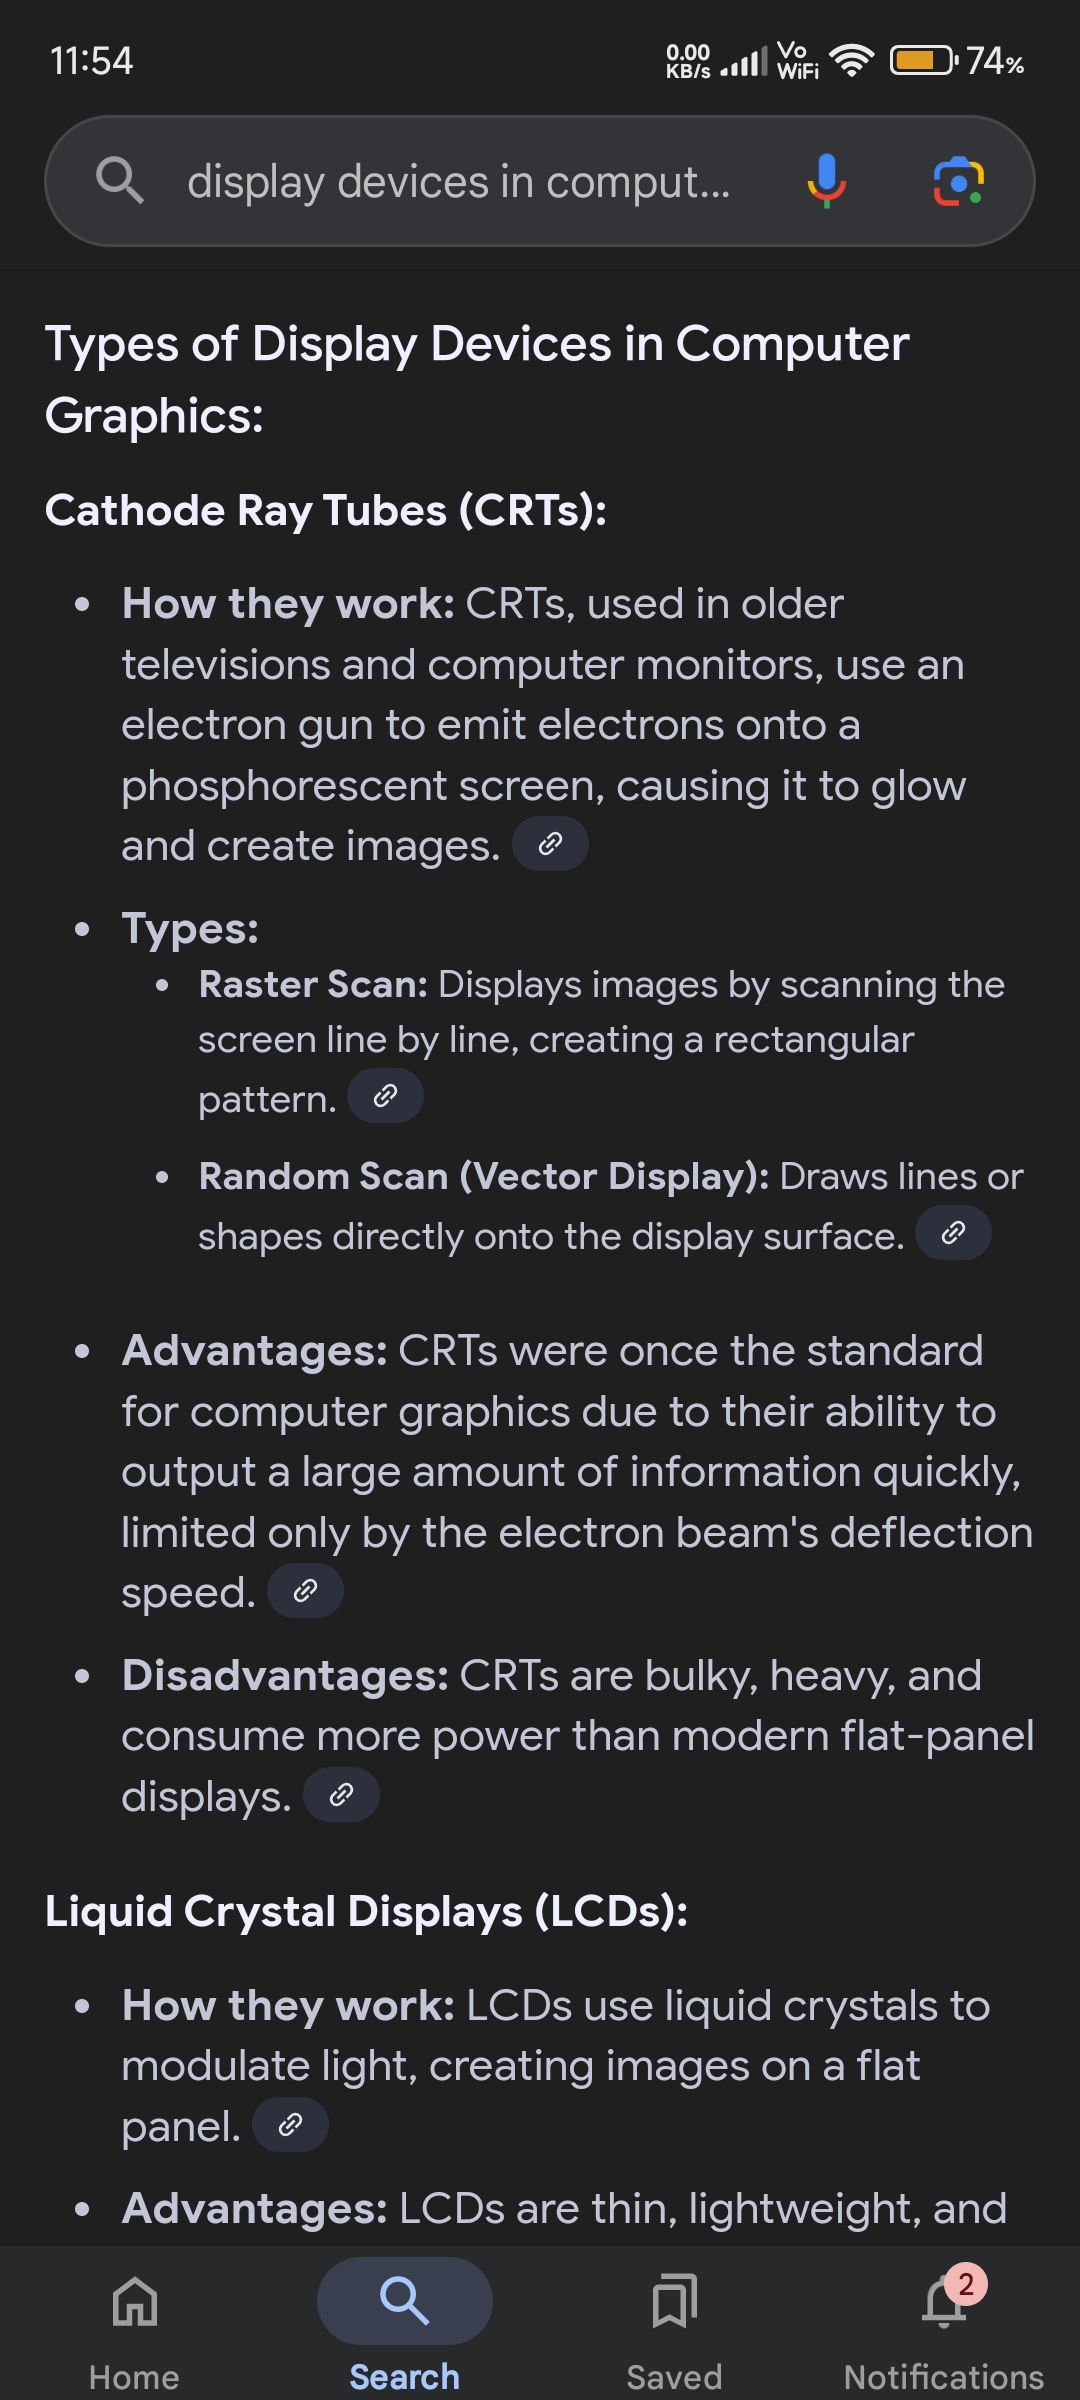 11:54
0.00
KB/s
Vo
WiFi
74%
display devices in comput...
Types of Display Devices in Computer
Graphics:
Cathode Ray Tubes (CRTs):
• How they work: CRTs, used in older
televisions and computer monitors, use an
electron gun to emit electrons onto a
phosphorescent screen, causing it to glow
and create images.
• Types:
• Raster Scan: Displays images by scanning the
screen line by line, creating a rectangular
pattern.
• Random Scan (Vector Display): Draws lines or
shapes directly onto the display surface.
• Advantages: CRTs were once the standard
for computer graphics due to their ability to
output a large amount of information quickly,
limited only by the electron beam's deflection
speed.
• Disadvantages: CRTs are bulky, heavy, and
consume more power than modern flat-panel
displays.
Liquid Crystal Displays (LCDs):
• How they work: LCDs use liquid crystals to
modulate light, creating images on a flat
panel.
• Advantages: LCDs are thin, lightweight, and
2
Home
Search
Saved
Notifications